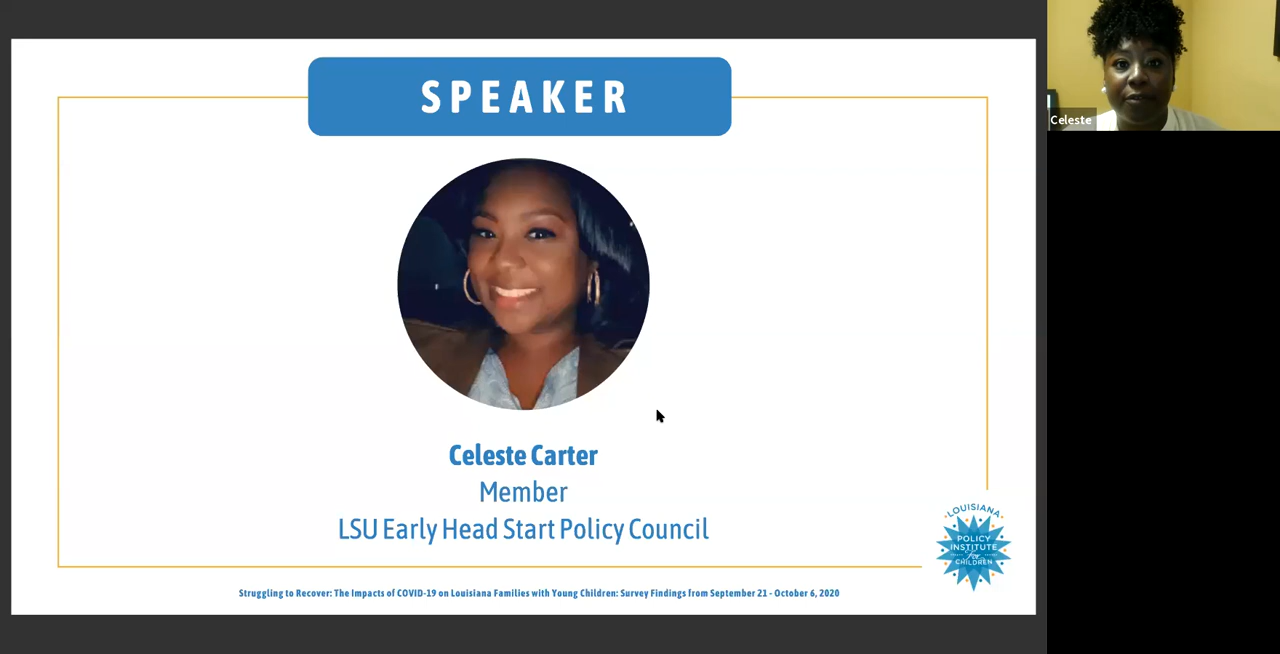 SPEAKER
Celeste
Celeste Carter
Member
LSU Early Head Start Policy Council
LOUISIANA
POLICY
INSTITUTE
For
CHILDREN
Struggling to Recover: The Impacts of COVID-19 on Louisiana Families with Young Children: Survey Findings from September 21 - October 6, 2020